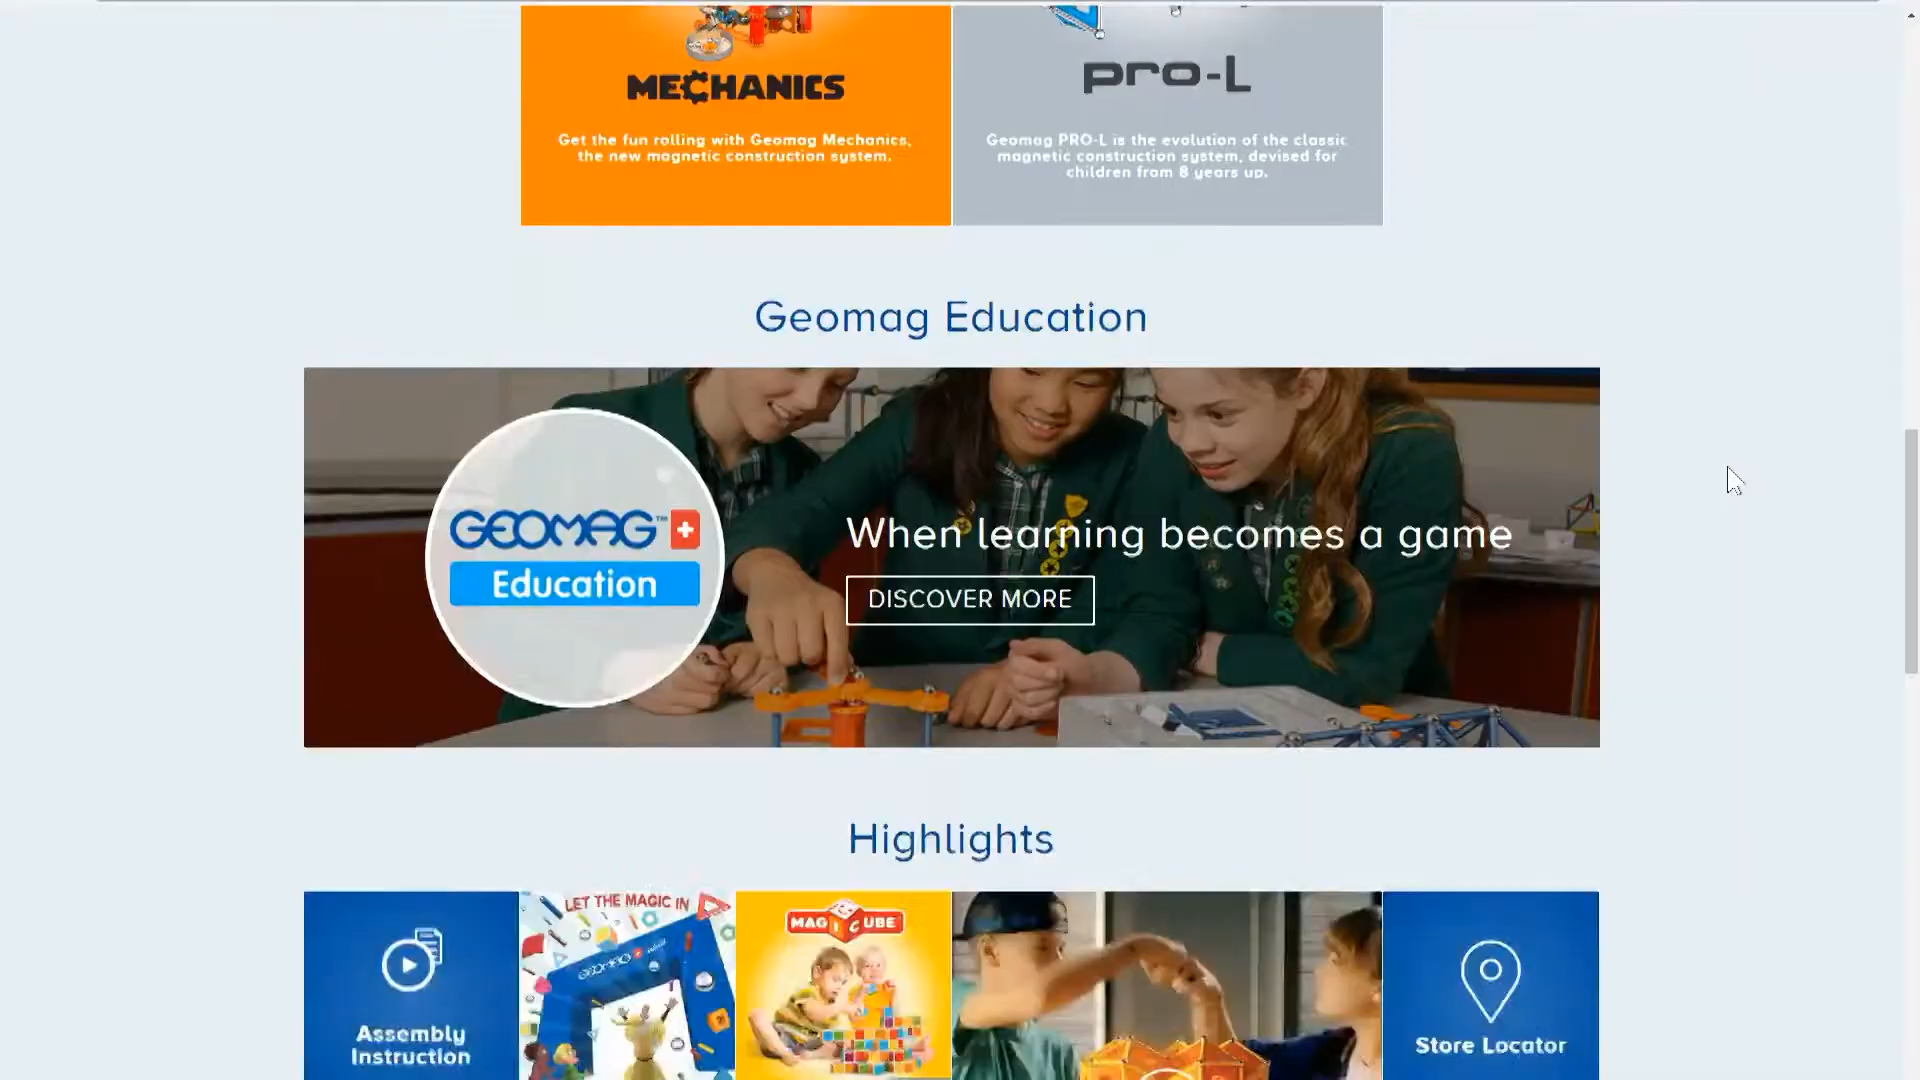 MECHANICS
Get the fun rolling with Geomag Mechanics,
the new magnetic construction system.
pro-L
Geomag PRO-L is the evolution of the classic
magnetic construction system, devised for
children from 8 years up.
Geomag Education
GEOMAG™
Education
When learning becomes a game
DISCOVER MORE
Highlights
Assembly
Instruction
LET THE MAGIC IN
GEOMAG
MAGICUBE
Store Locator